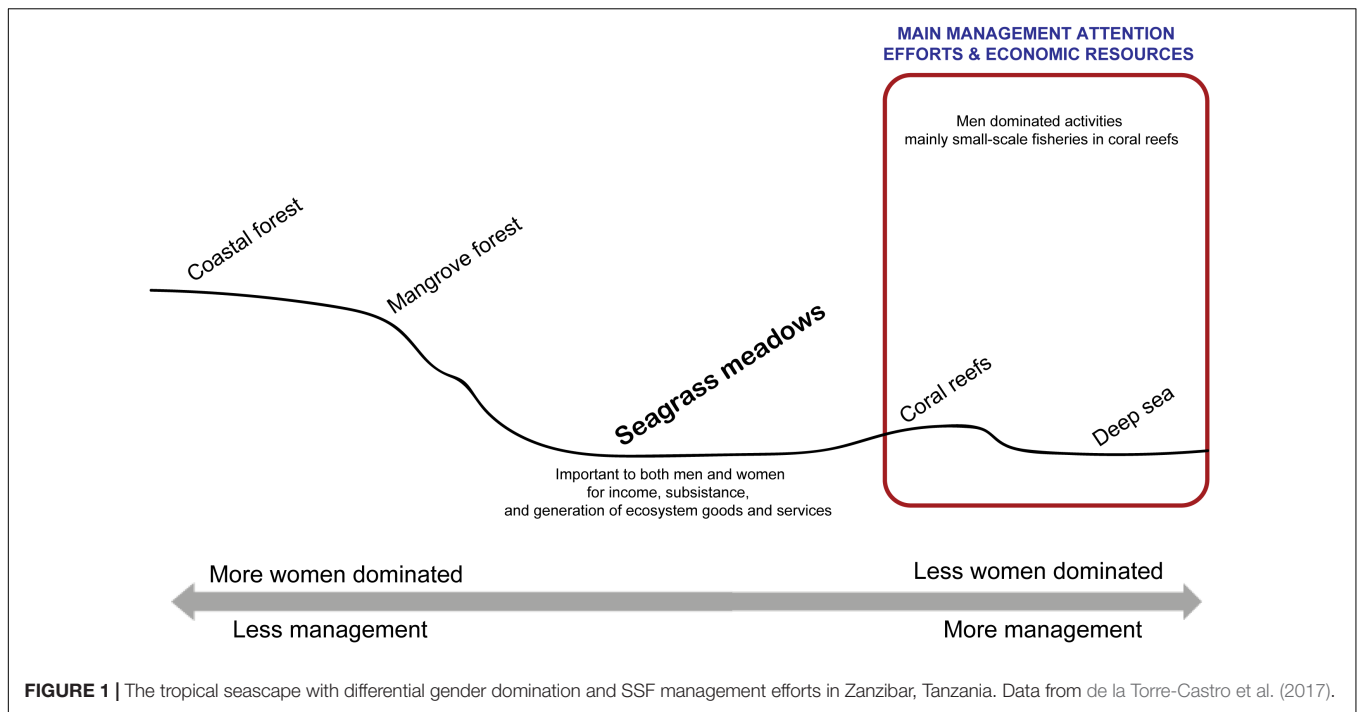 MAIN MANAGEMENT ATTENTION
EFFORTS & ECONOMIC RESOURCES
Men dominated activities
mainly small-scale fisheries in coral reefs
Coastal forest
Mangrove forest
Seagrass meadows
Coral reefs
Deep sea
Important to both men and women
for income, subsistance,
and generation of ecosystem goods and services
More women dominated
Less women dominated
Less management
More management
FIGURE 1 | The tropical seascape with differential gender domination and SSF management efforts in Zanzibar, Tanzania. Data from de la Torre-Castro et al. (2017).